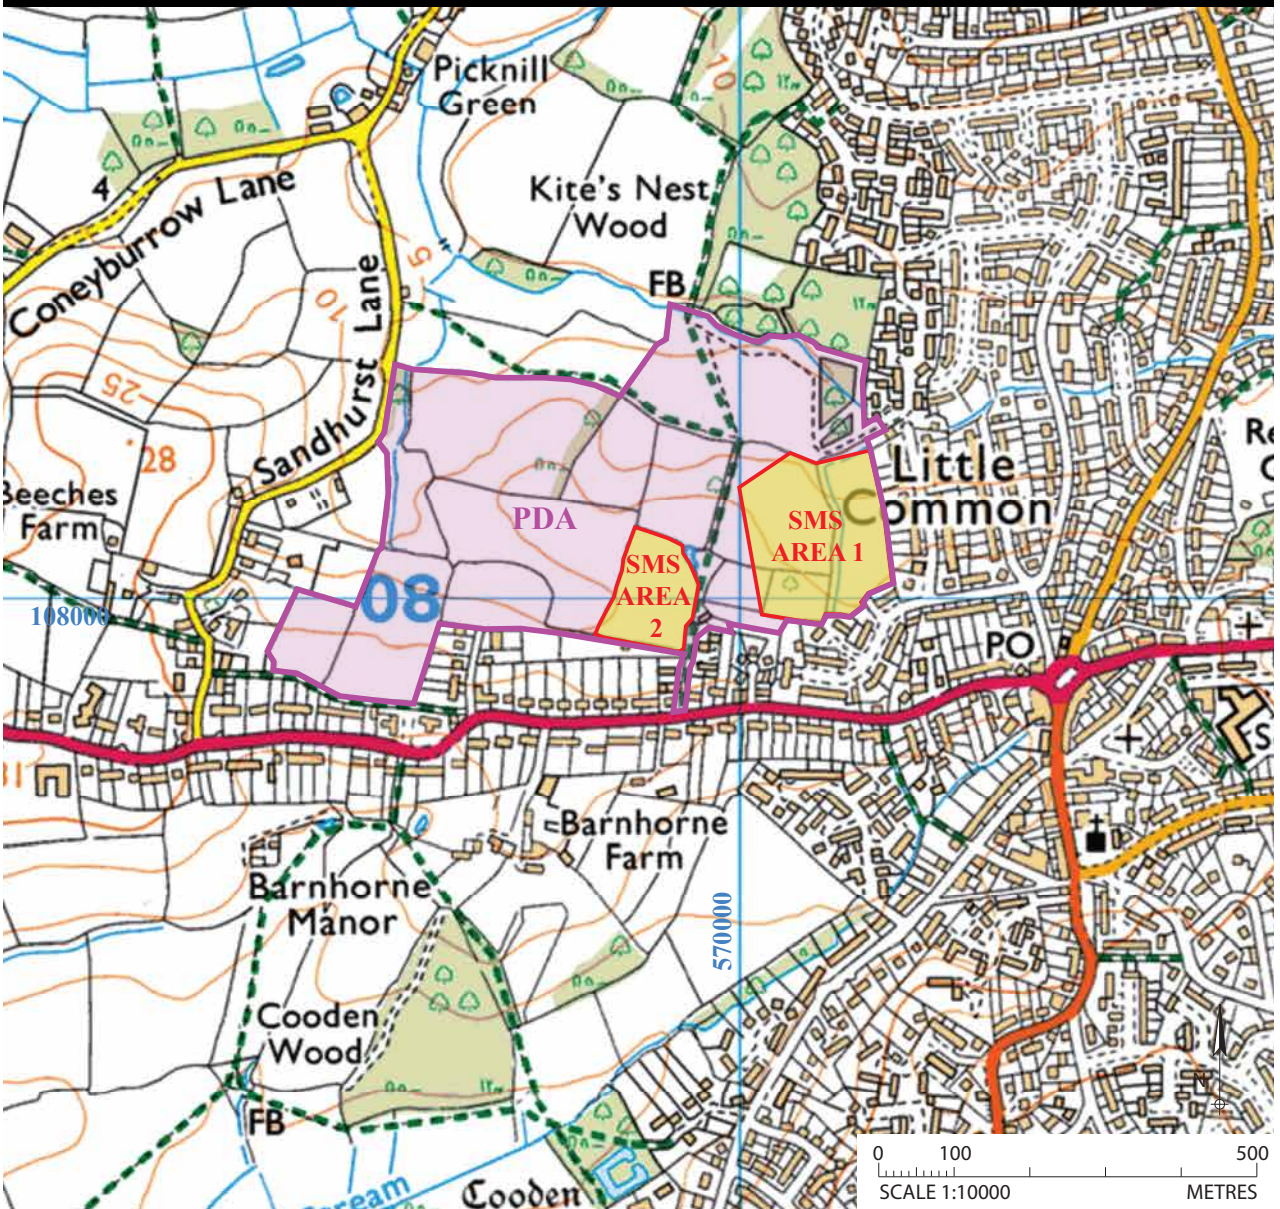 Picknill
Green
10
4
Coneyburrow Lane
Kite's Nest
Wood
5
FB
10
Sandhurst Lane
25
28
Beeches
Farm
Little
Common
PDA
SMS
AREA 1
SMS
AREA
2
08
108000
PO
Barnhorne
Farm
Barnhorne
Manor
570000
Cooden
Wood
FB
Cooden
0 100 500
SCALE 1:10000 METRES
N